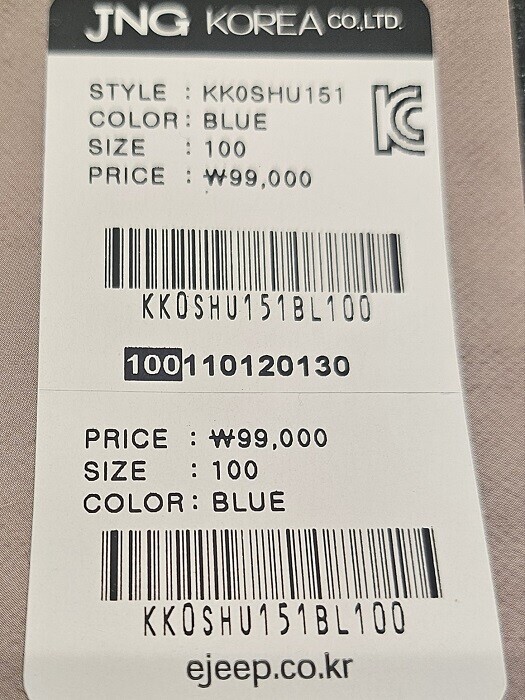 JNG KOREA CO.,LTD.
STYLE : KK0SHU151
COLOR : BLUE
SIZE : 100
PRICE : ₩99,000
KK0SHU151BL100
100110120130
PRICE : ₩99,000
SIZE : 100
COLOR : BLUE
KK0SHU151BL100
ejeep.co.kr